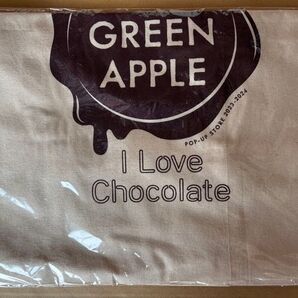 GREEN
APPLE
POP-UP STORE 2023-2024
I Love
Chocolate